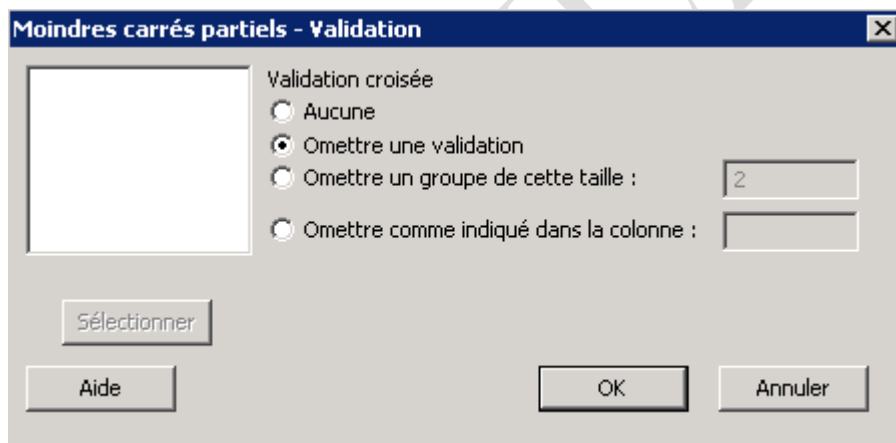 Moindres carrés partiels - Validation
Validation croisée
Aucune
Omettre une validation
Omettre un groupe de cette taille :
2
Omettre comme indiqué dans la colonne :
Sélectionner
Aide
OK
Annuler